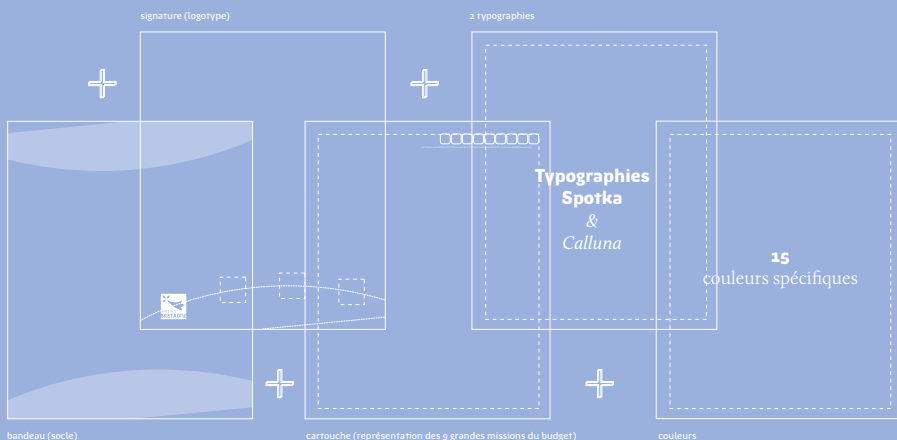 signature (logotype)
2 typographies
Typographies
Spotka
&
Calluna
15
couleurs spécifiques
BRETAGNE
bandeau (socle)
cartouche (représentation des 9 grandes missions du budget)
couleurs